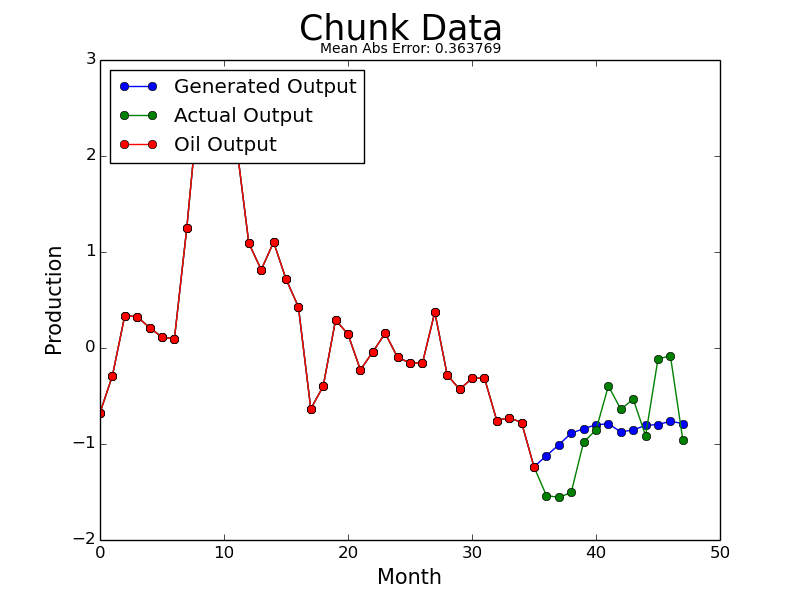 Chunk Data
Mean Abs Error: 0.363769
Generated Output
Actual Output
Oil Output
3
2
1
0
−1
−2
Production
0 10 20 30 40 50
Month